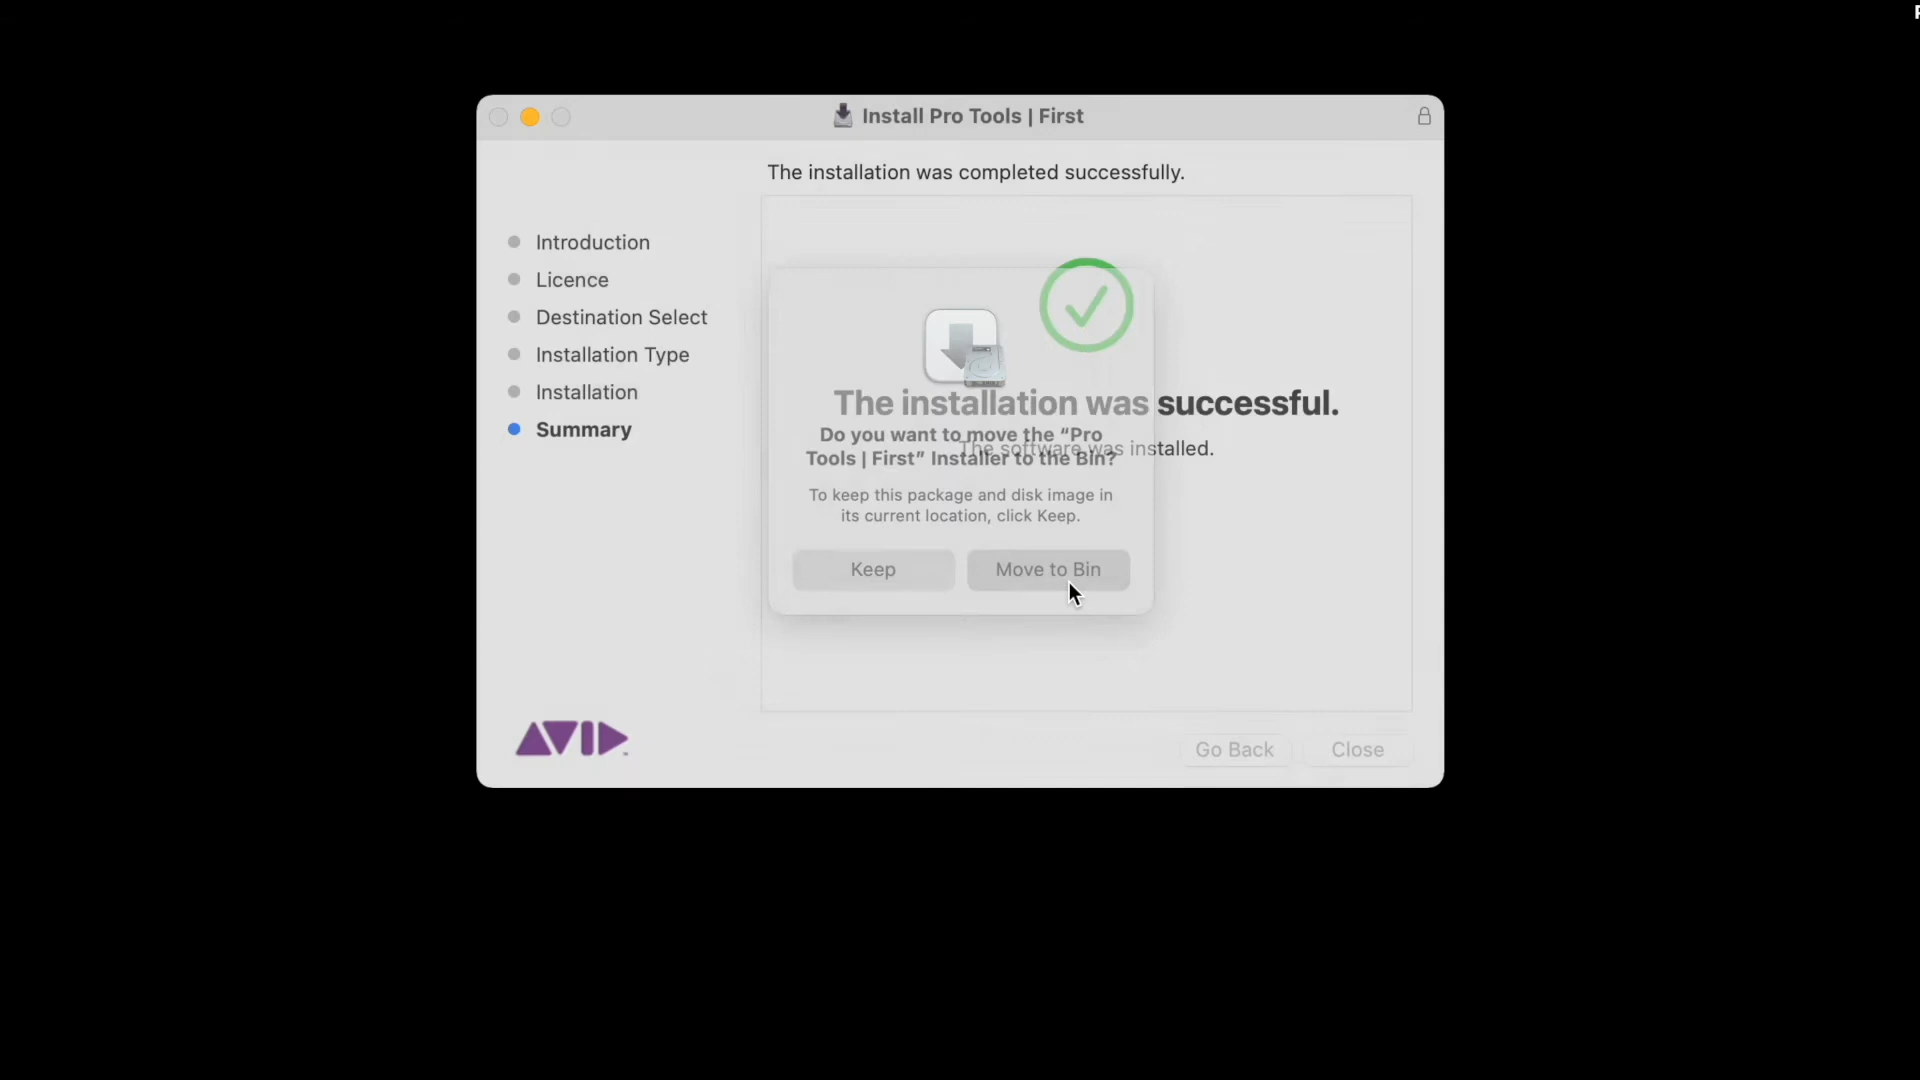 Install Pro Tools | First
The installation was completed successfully.
Introduction
Licence
Destination Select
Installation Type
Installation
Summary
The installation was successful.
The software was installed.
Do you want to move the “Pro
Tools | First” Installer to the Bin?
To keep this package and disk image in
its current location, click Keep.
Keep
Move to Bin
AVID
Go Back
Close